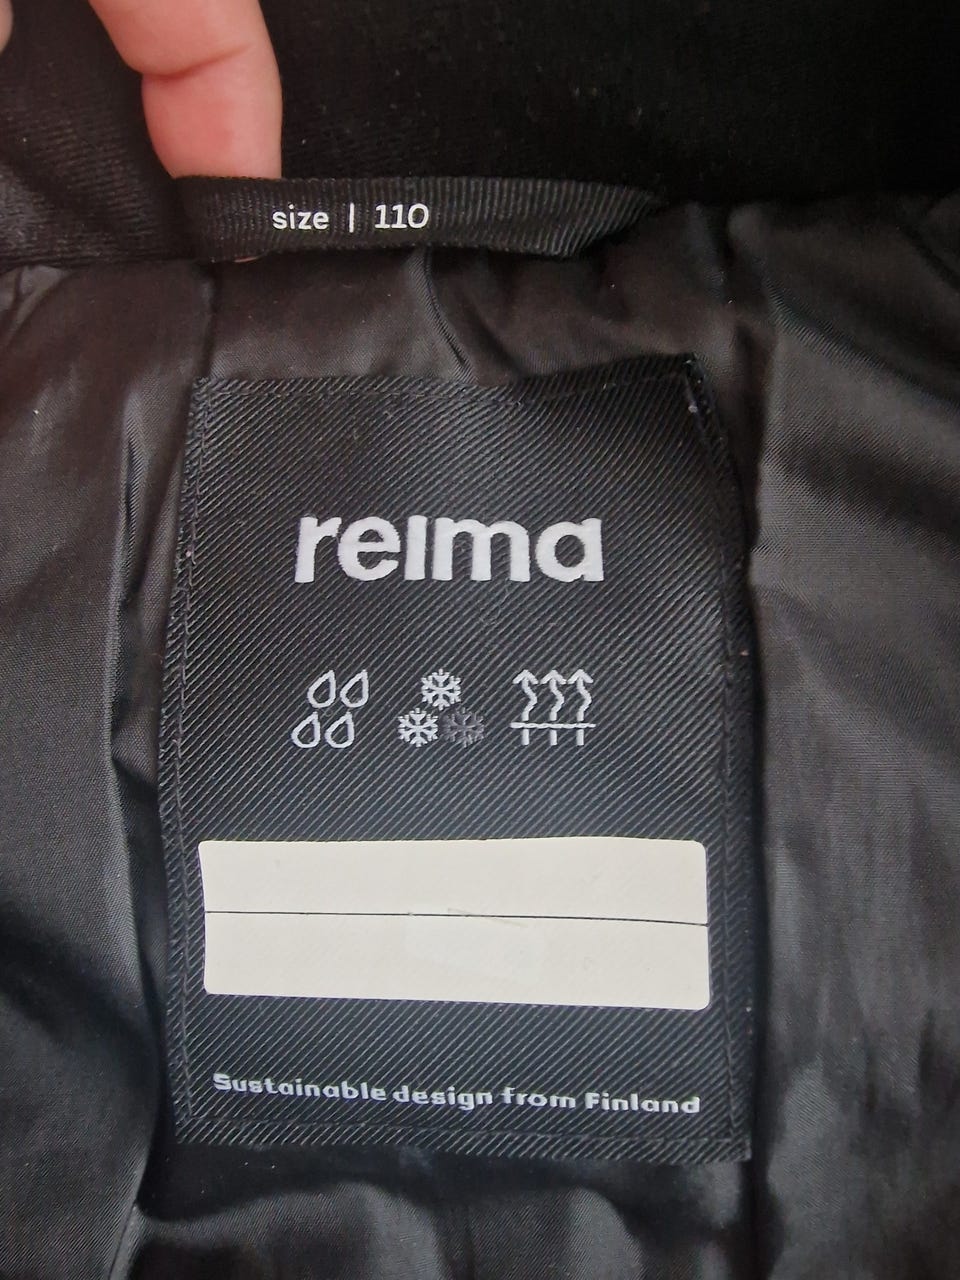 size | 110
reima
Sustainable design from Finland